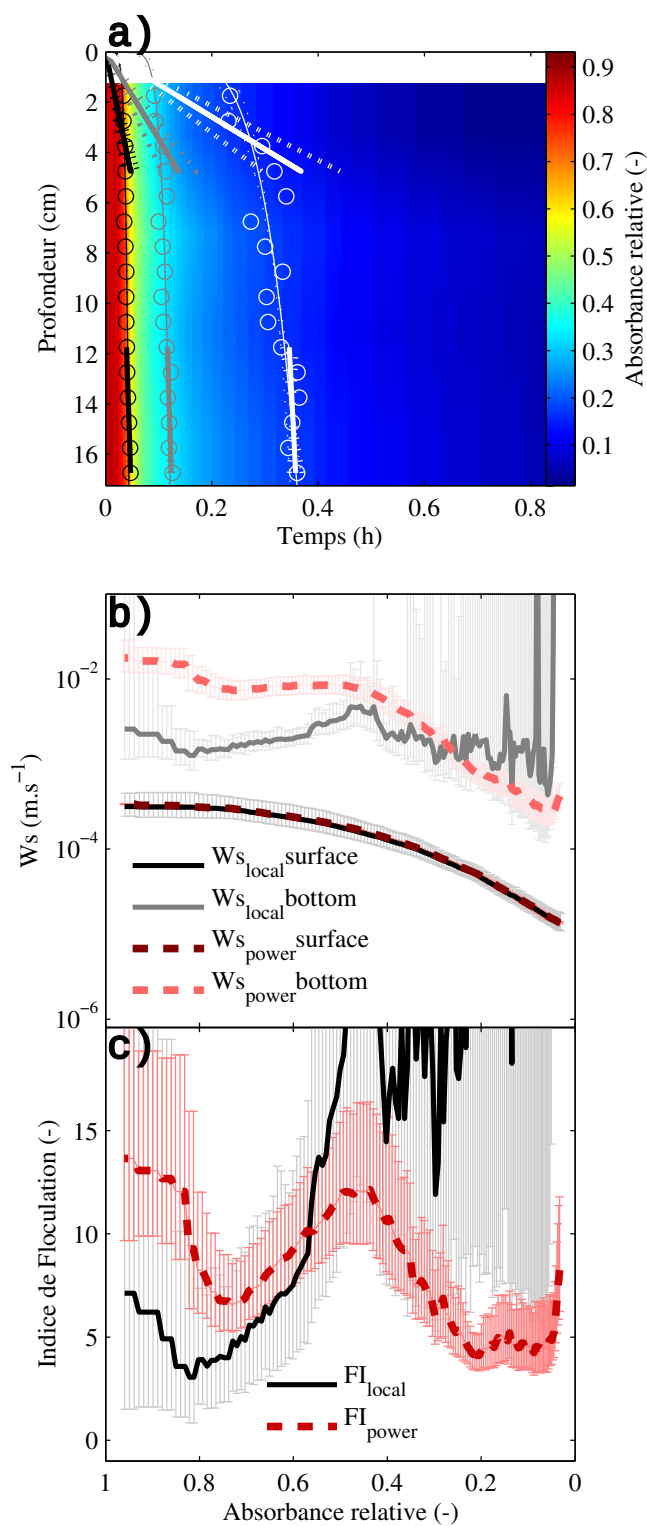 a)
0
2
4
6
8
10
12
14
16
Profondeur (cm)
0 0.2 0.4 0.6 0.8
Temps (h)
0.9
0.8
0.7
0.6
0.5
0.4
0.3
0.2
0.1
Absorbance relative (-)
b)
10⁻²
10⁻⁴
10⁻⁶
Ws (m.s⁻¹)
Ws_local surface
Ws_local bottom
Ws_power surface
Ws_power bottom
c)
15
10
5
0
Indice de Floculation (-)
FI_local
FI_power
1 0.8 0.6 0.4 0.2 0
Absorbance relative (-)